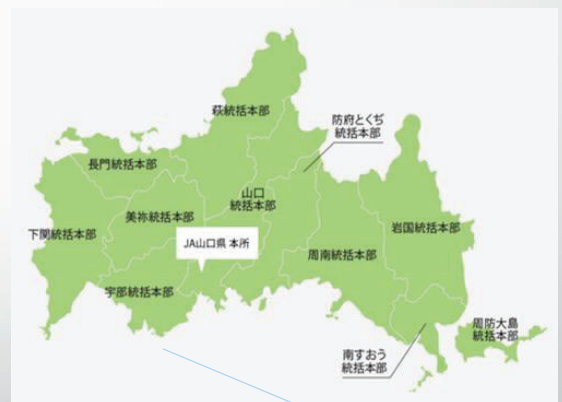 萩統括本部
防府とくぢ
統括本部
長門統括本部
山口
統括本部
美祢統括本部
岩国統括本部
下関統括本部
JA山口県 本所
周南統括本部
宇部統括本部
周防大島
統括本部
南すおう
統括本部